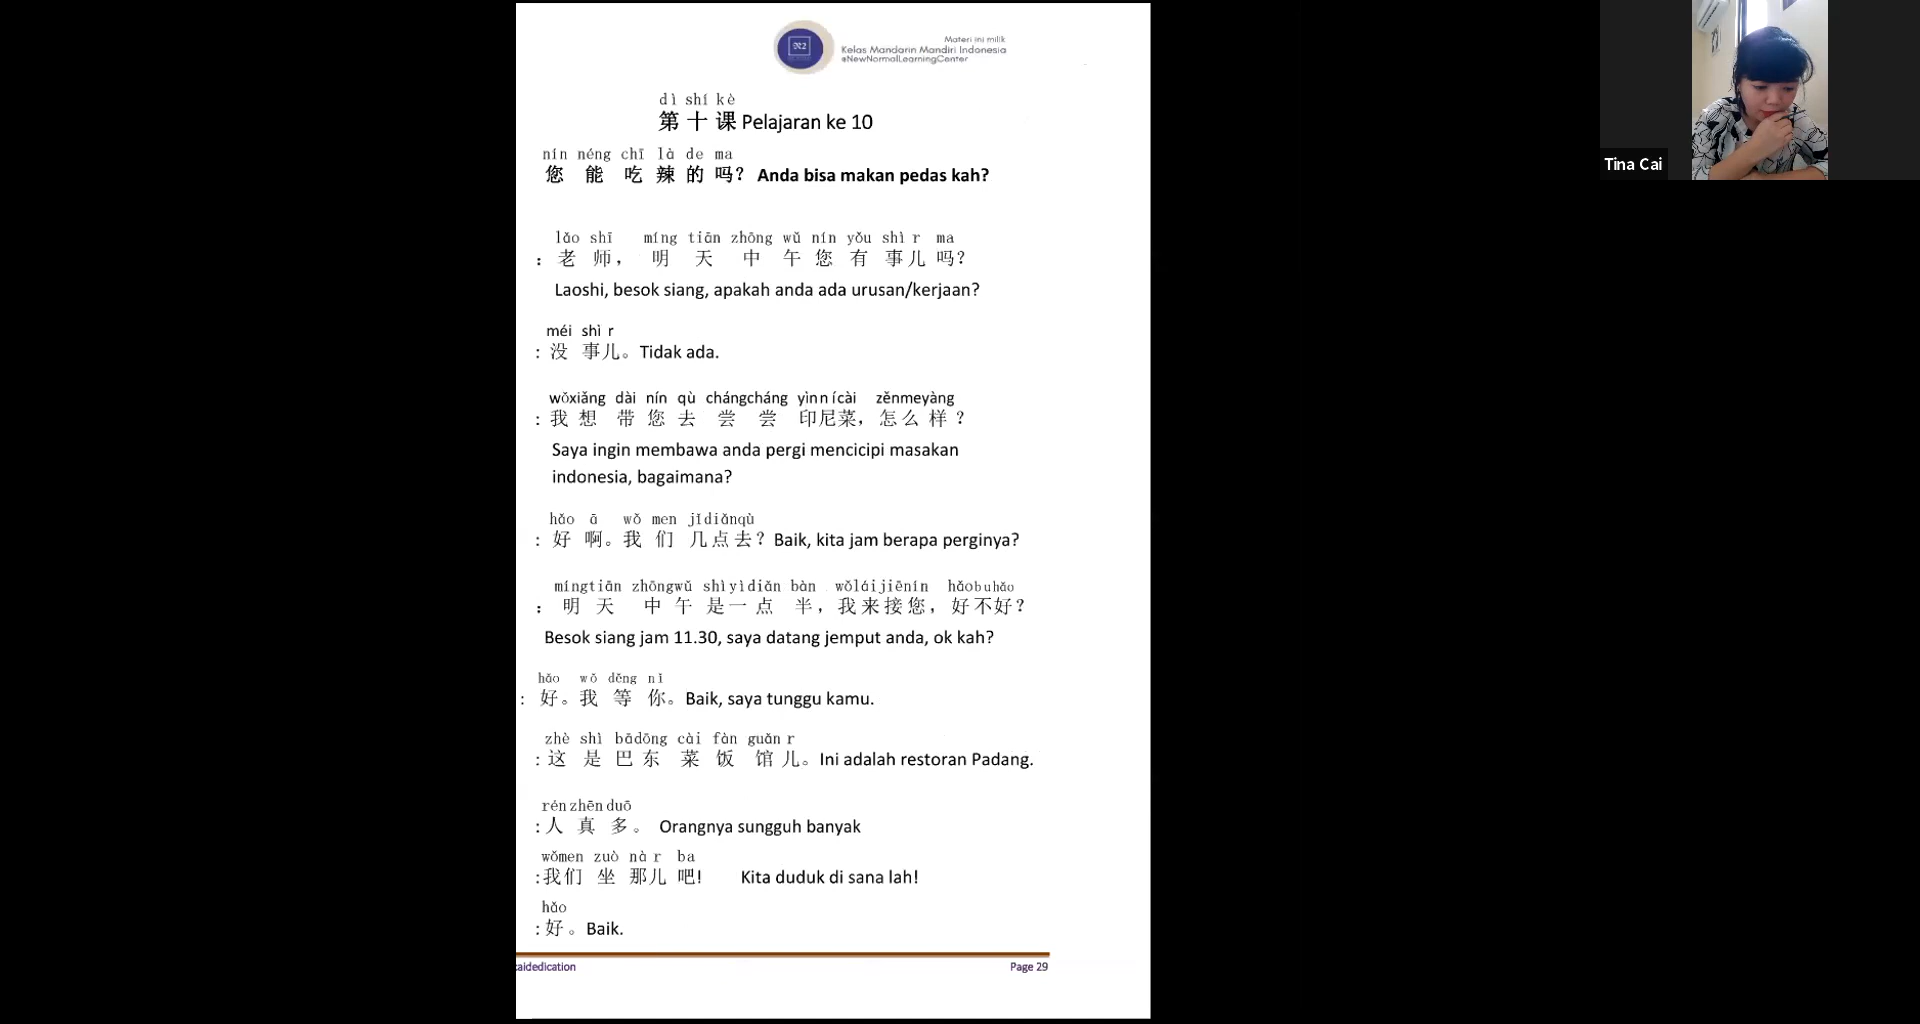 Materi ini milik
Kelas Mandarin Mandiri Indonesia
@NewNormalLearningCenter
Tina Cai
dì shí kè
第十课 Pelajaran ke 10
nín néng chī là de ma
您 能 吃 辣 的 吗？ Anda bisa makan pedas kah?
lǎo shī míng tiān zhōng wǔ nín yǒu shì r ma
: 老 师， 明 天 中 午 您 有 事 儿 吗？
Laoshi, besok siang, apakah anda ada urusan/kerjaan?
méi shì r
: 没 事儿。Tidak ada.
wǒxiǎng dài nín qù chángcháng yìnnícài zěnmeyàng
: 我 想 带 您 去 尝 尝 印尼菜，怎么 样 ？
Saya ingin membawa anda pergi mencicipi masakan
indonesia, bagaimana?
hǎo ā wǒ men jǐdiǎnqù
: 好 啊。我 们 几点去？Baik, kita jam berapa perginya?
míngtiān zhōngwǔ shìyìdiǎn bàn wǒláijiēnín hǎobuhǎo
: 明 天 中 午 是一 点 半，我来接您，好不好？
Besok siang jam 11.30, saya datang jemput anda, ok kah?
hǎo wǒ děng nǐ
: 好。我 等 你。Baik, saya tunggu kamu.
zhè shì bādōng cài fàn guǎn r
: 这 是 巴 东 菜 饭 馆 儿。Ini adalah restoran Padang.
rén zhēn duō
:人 真 多。 Orangnya sungguh banyak
wǒmen zuò nà r ba
:我们 坐 那儿 吧! Kita duduk di sana lah!
hǎo
: 好 。Baik.
aidedication Page 29